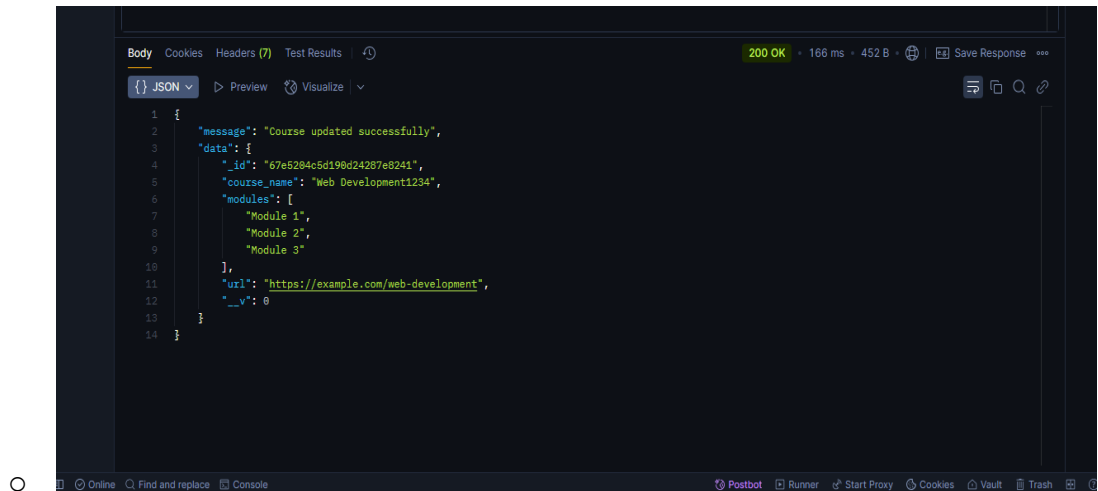 Body Cookies Headers (7) Test Results 200 OK 166 ms 452 B e.g. Save Response
{} JSON Preview Visualize
1 {
2 "message": "Course updated successfully",
3 "data": {
4 "_id": "67e5204c5d190d24287e8241",
5 "course_name": "Web Development1234",
6 "modules": [
7 "Module 1",
8 "Module 2",
9 "Module 3"
10 ],
11 "url": "https://example.com/web-development",
12 "__v": 0
13 }
14 }
Online Find and replace Console Postbot Runner Start Proxy Cookies Vault Trash